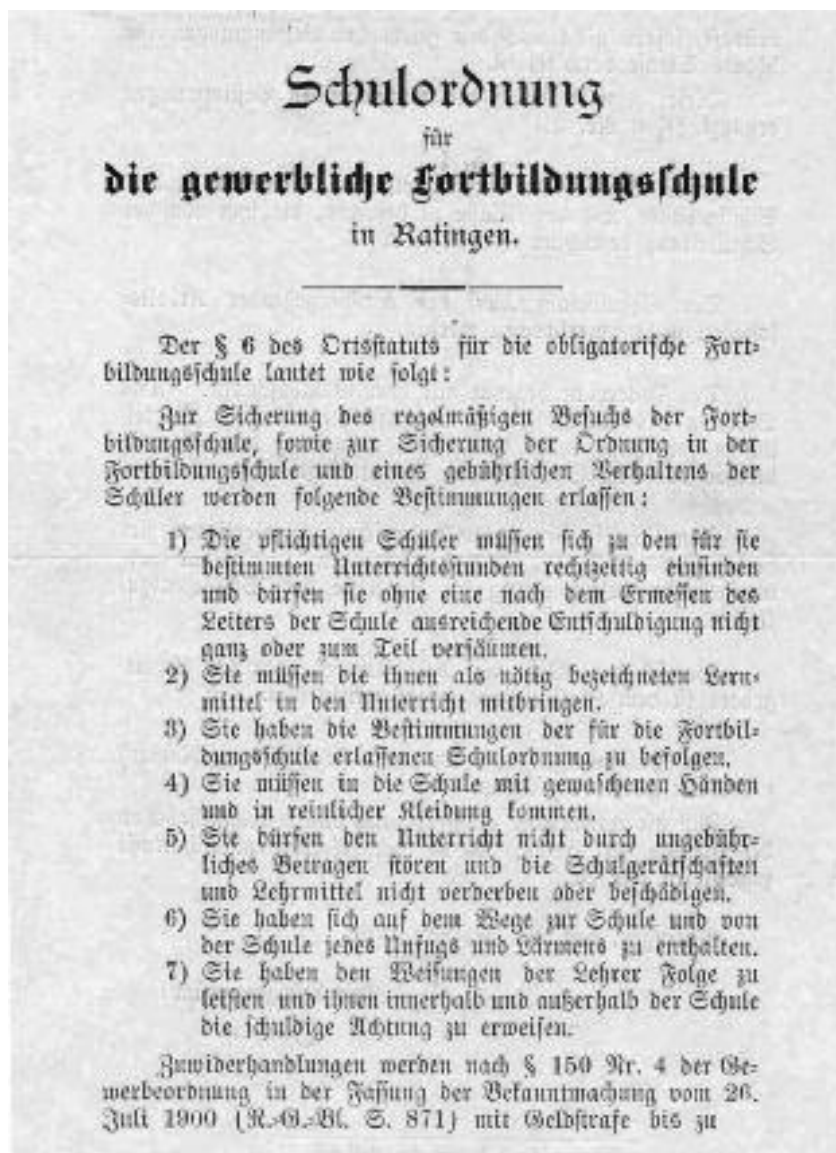 Schulordnung
für
die gewerbliche Fortbildungsschule
in Ratingen.
Der § 6 des Ortsstatuts für die obligatorische Fort-
bildungsschule lautet wie folgt:
Zur Sicherung des regelmäßigen Besuchs der Fort-
bildungsschule, sowie zur Sicherung der Ordnung in der
Fortbildungsschule und eines gebührlichen Verhaltens der
Schüler werden folgende Bestimmungen erlassen:
1) Die pflichtigen Schüler müssen sich zu den für sie
bestimmten Unterrichtsstunden rechtzeitig einfinden
und dürfen sie ohne eine nach dem Ermessen des
Leiters der Schule ausreichende Entschuldigung nicht
ganz oder zum Teil versäumen.
2) Sie müssen die ihnen als nötig bezeichneten Lern-
mittel in den Unterricht mitbringen.
3) Sie haben die Bestimmungen der für die Fortbil-
dungsschule erlassenen Schulordnung zu befolgen.
4) Sie müssen in die Schule mit gewaschenen Händen
und in reinlicher Kleidung kommen.
5) Sie dürfen den Unterricht nicht durch ungebühr-
liches Betragen stören und die Schulgerätschaften
und Lehrmittel nicht verderben oder beschädigen.
6) Sie haben sich auf dem Wege zur Schule und von
der Schule jedes Unfugs und Lärmens zu enthalten.
7) Sie haben den Weisungen der Lehrer Folge zu
leisten und ihnen innerhalb und außerhalb der Schule
die schuldige Achtung zu erweisen.
Zuwiderhandlungen werden nach § 150 Nr. 4 der Ge-
werbeordnung in der Fassung der Bekanntmachung vom 26.
Juli 1900 (R.-G.-Bl. S. 871) mit Geldstrafe bis zu